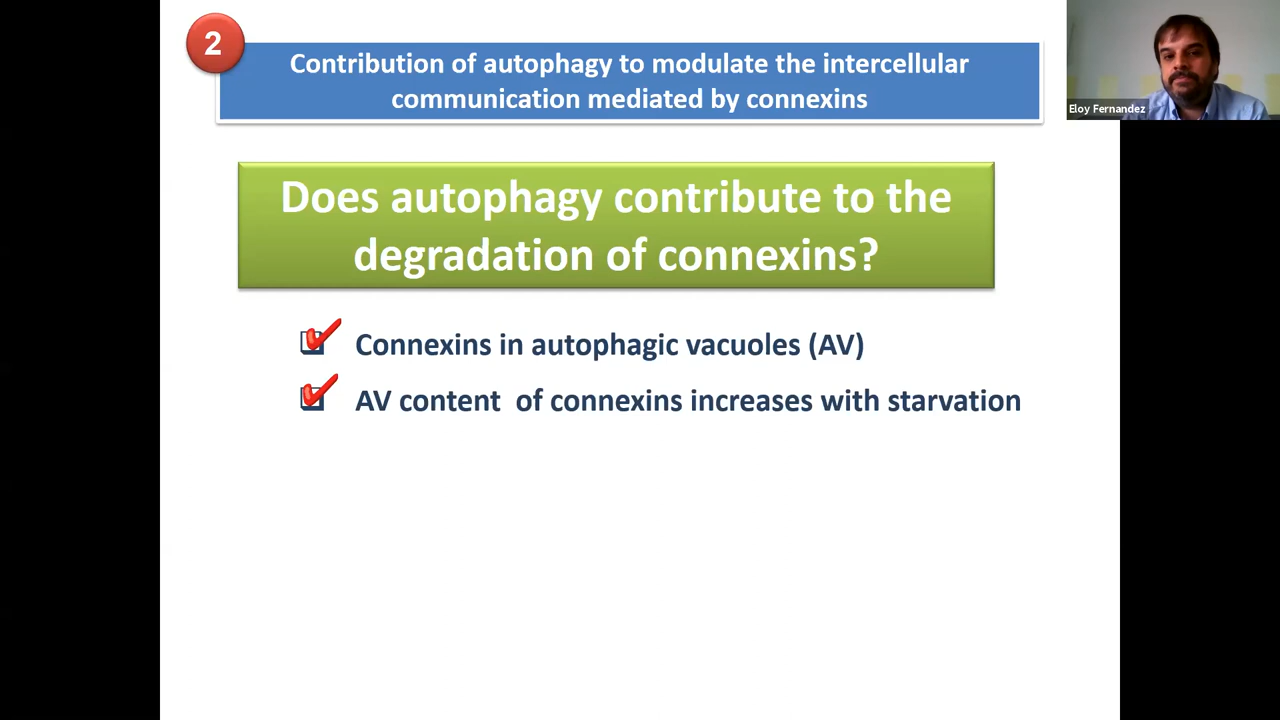 2
Contribution of autophagy to modulate the intercellular
communication mediated by connexins
Eloy Fernandez
Does autophagy contribute to the
degradation of connexins?
Connexins in autophagic vacuoles (AV)
AV content of connexins increases with starvation